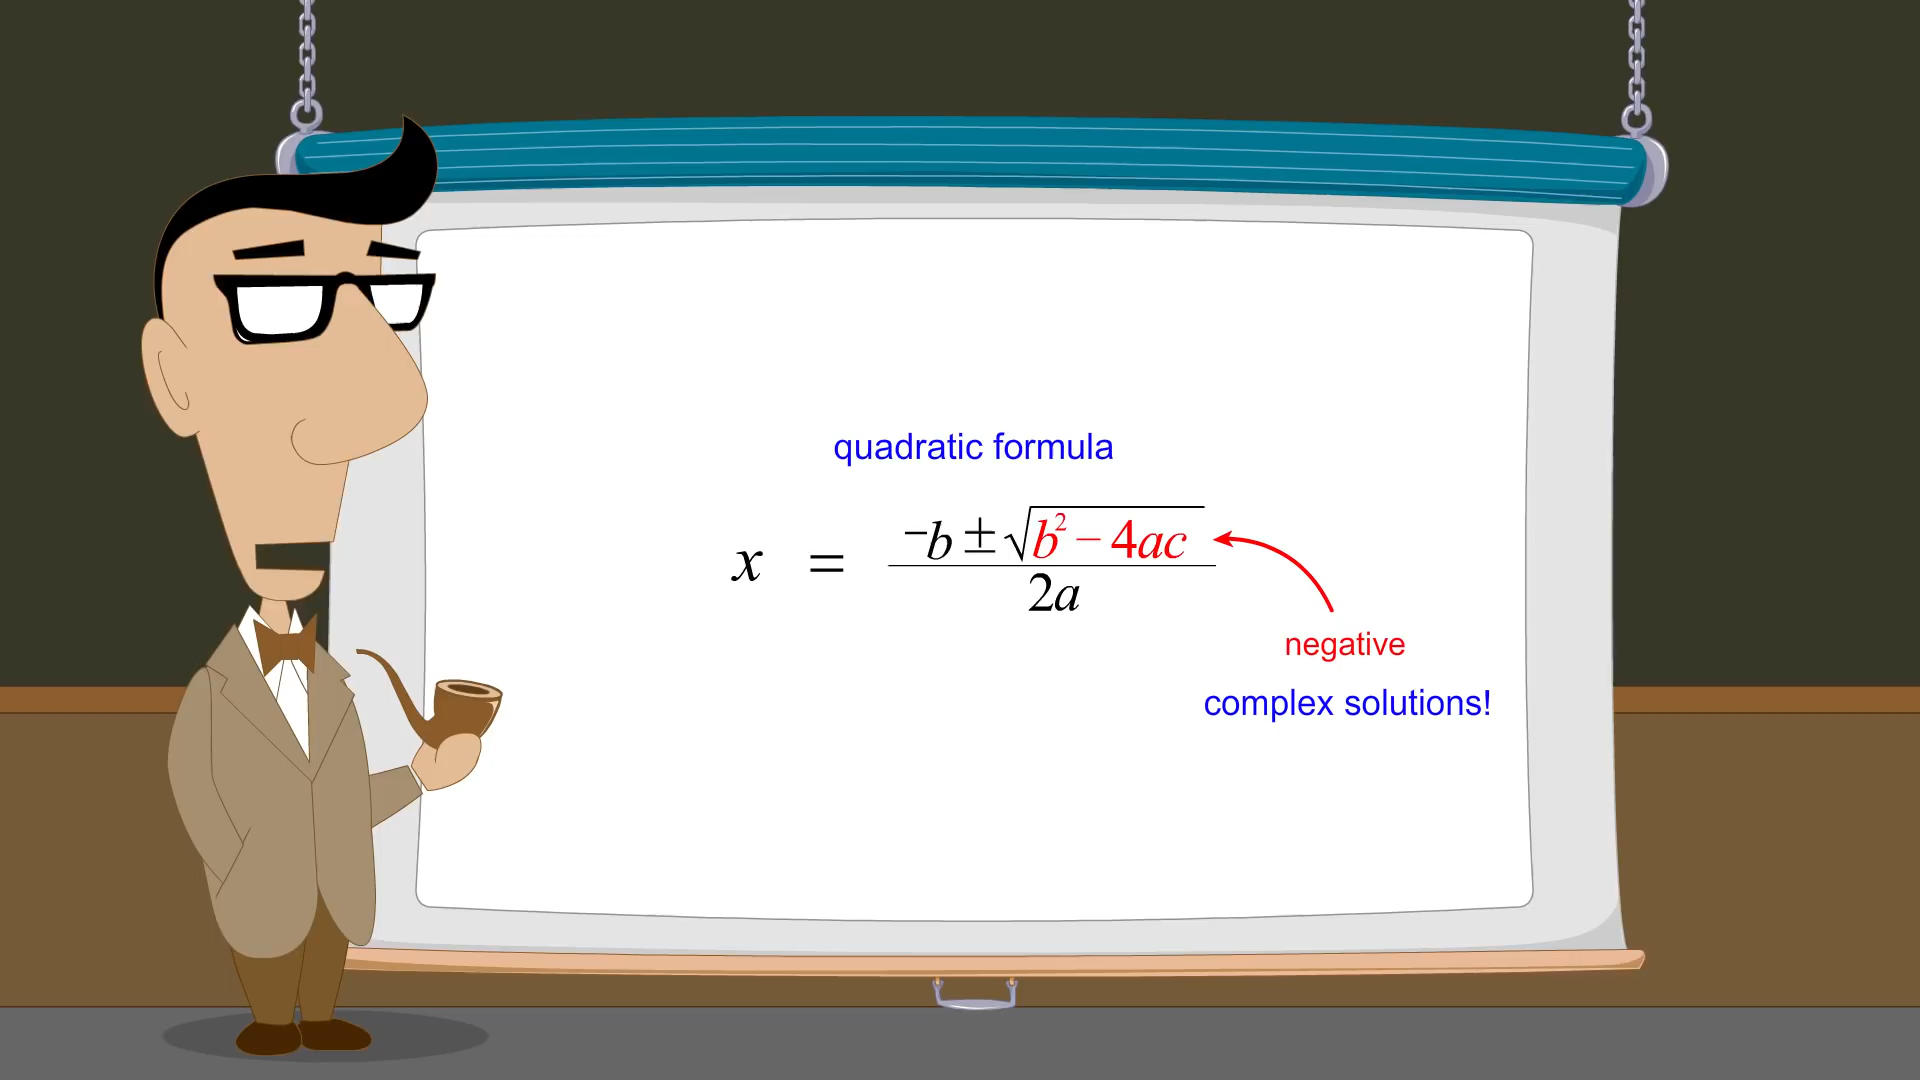 quadratic formula
x = (-b ± √(b² − 4ac)) / 2a
negative
complex solutions!